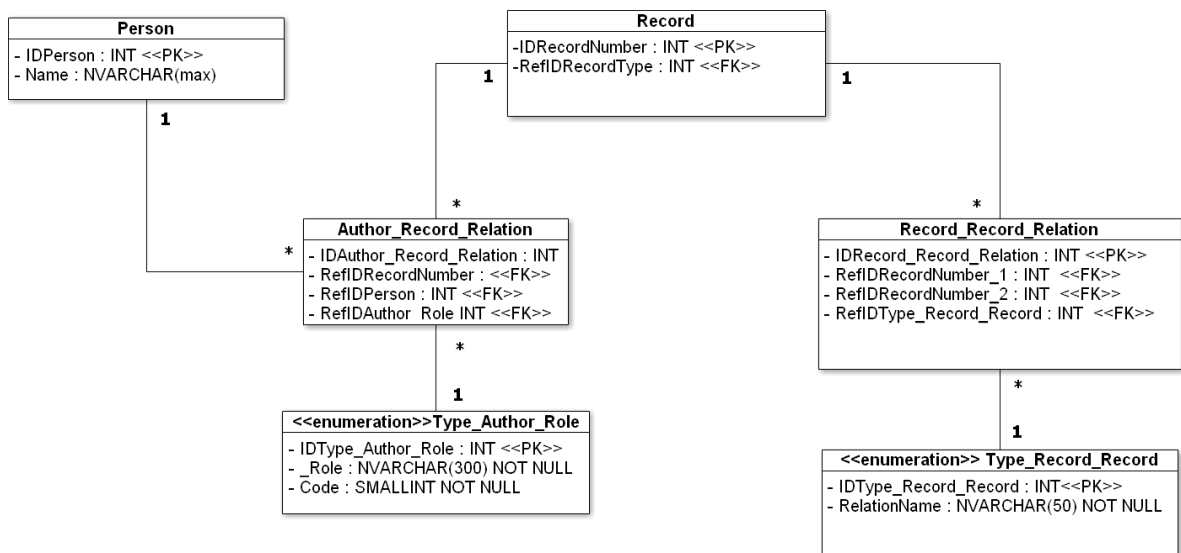 Person
- IDPerson : INT <<PK>>
- Name : NVARCHAR(max)
1
Record
-IDRecordNumber : INT <<PK>>
-RefIDRecordType : INT <<FK>>
1
1
*
*
*
Author_Record_Relation
- IDAuthor_Record_Relation : INT
- RefIDRecordNumber : <<FK>>
- RefIDPerson : INT <<FK>>
- RefIDAuthor_Role INT <<FK>>
*
1
Record_Record_Relation
- IDRecord_Record_Relation : INT <<PK>>
- RefIDRecordNumber_1 : INT <<FK>>
- RefIDRecordNumber_2 : INT <<FK>>
- RefIDType_Record_Record : INT <<FK>>
*
1
<<enumeration>>Type_Author_Role
- IDType_Author_Role : INT <<PK>>
- _Role : NVARCHAR(300) NOT NULL
- Code : SMALLINT NOT NULL
<<enumeration>> Type_Record_Record
- IDType_Record_Record : INT<<PK>>
- RelationName : NVARCHAR(50) NOT NULL